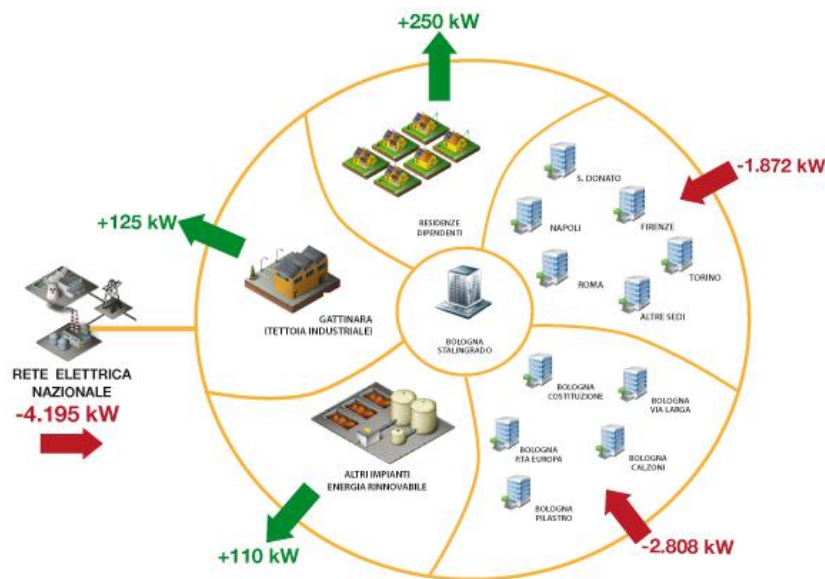 +250 kW
-1.872 kW
S. DONATO
NAPOLI
FIRENZE
TORINO
ROMA
ALTRE SEDI
RESIDENZE
DIPENDENTI
+125 kW
GATTINARA
(TETTOIA INDUSTRIALE)
BOLOGNA
STALINGRADO
RETE ELETTRICA
NAZIONALE
-4.195 kW
BOLOGNA
COSTITUZIONE
BOLOGNA
VIA LARGA
BOLOGNA
P.TA EUROPA
BOLOGNA
CALZONI
BOLOGNA
PILASTRO
ALTRI IMPIANTI
ENERGIA RINNOVABILE
+110 kW
-2.808 kW